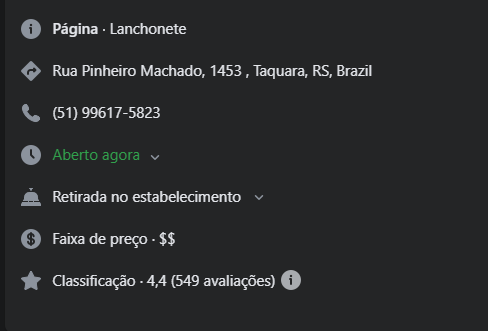 Página · Lanchonete
Rua Pinheiro Machado, 1453 , Taquara, RS, Brazil
(51) 99617-5823
Aberto agora
Retirada no estabelecimento
Faixa de preço · $$
Classificação · 4,4 (549 avaliações)